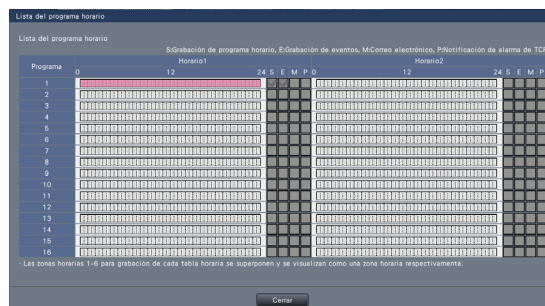 Lista del programa horario
Lista del programa horario
S:Grabación de programa horario, E:Grabación de eventos, M:Correo electrónico, P:Notificación de alarma de TCP
Programa Horario1 Horario2
0 12 24 S E M P 0 12 24 S E M P
1
2
3
4
5
6
7
8
9
10
11
12
13
14
15
16
- Las zonas horarias 1-6 para grabación de cada tabla horaria se superponen y se visualizan como una zona horaria respectivamente.
Cerrar